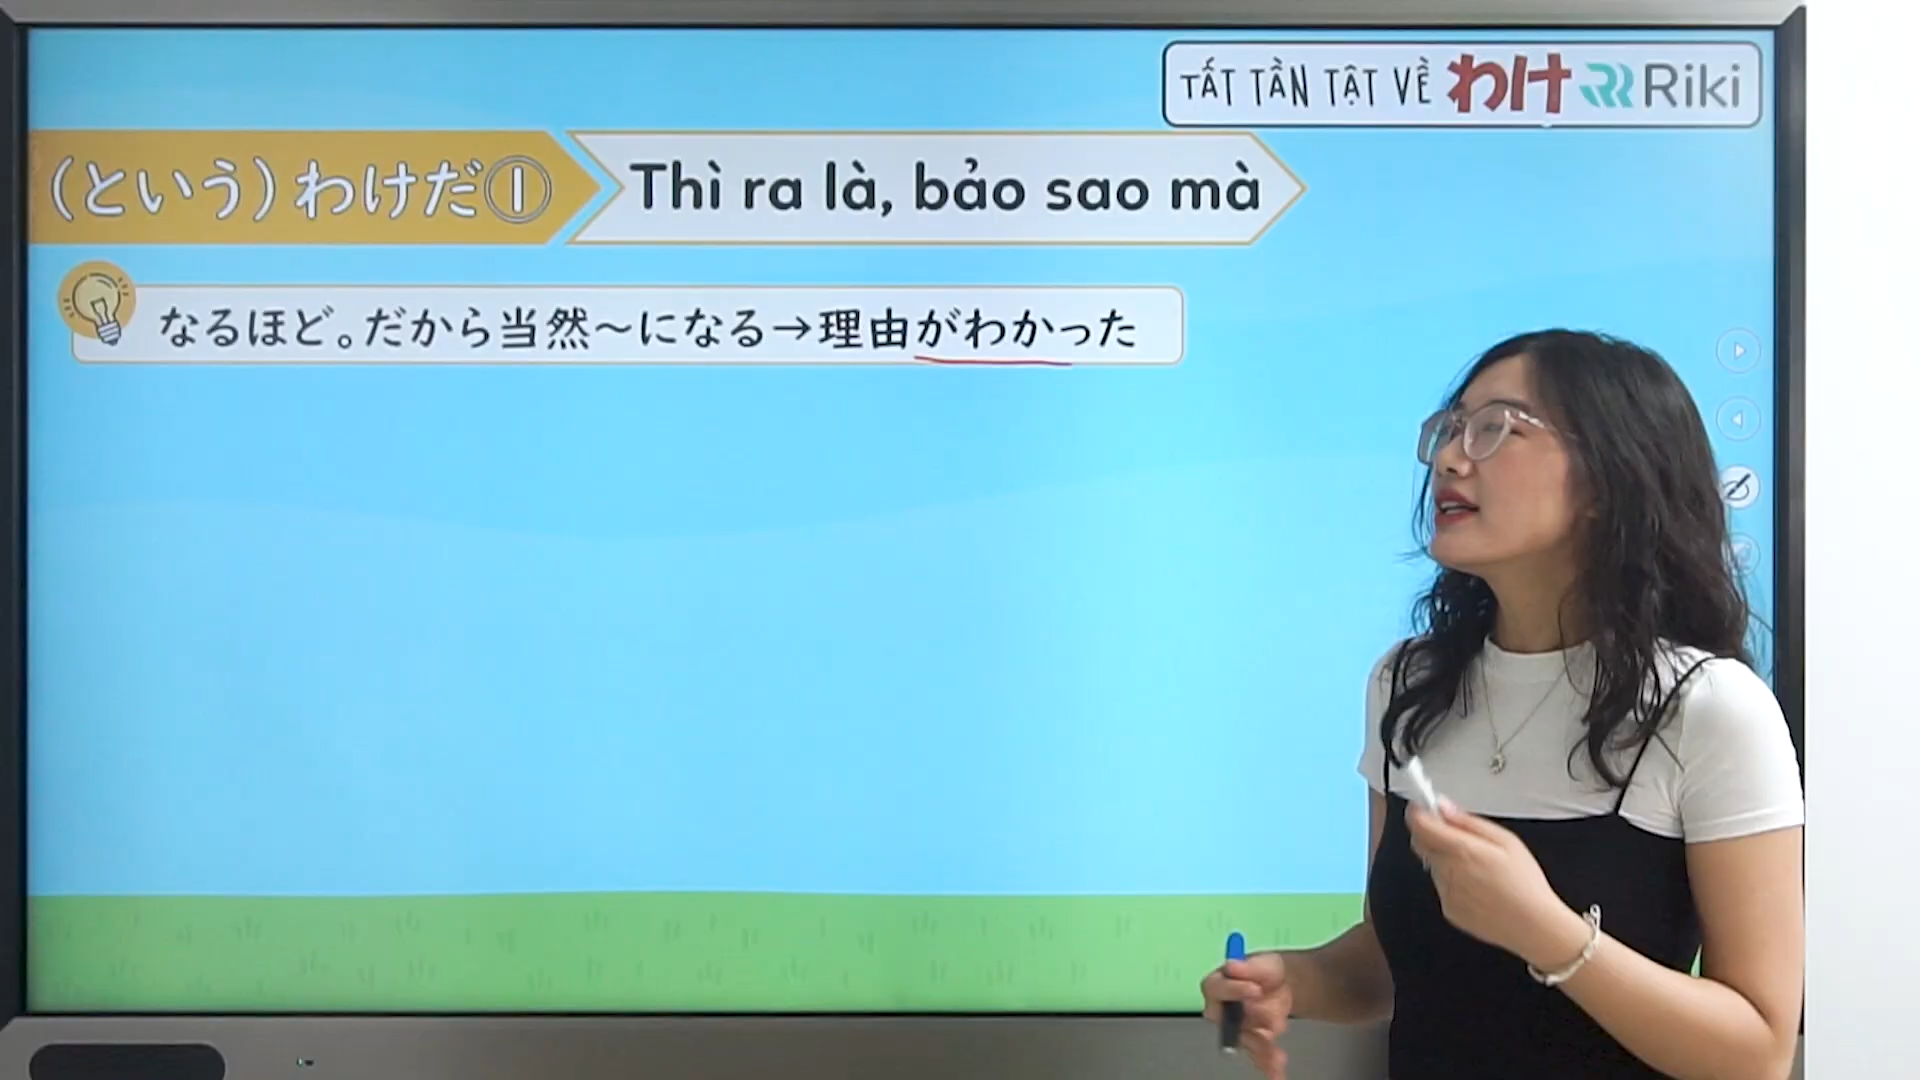 TẤT TẦN TẬT VỀ わけ Riki
(という)わけだ① Thì ra là, bảo sao mà
なるほど。だから当然～になる→理由がわかった